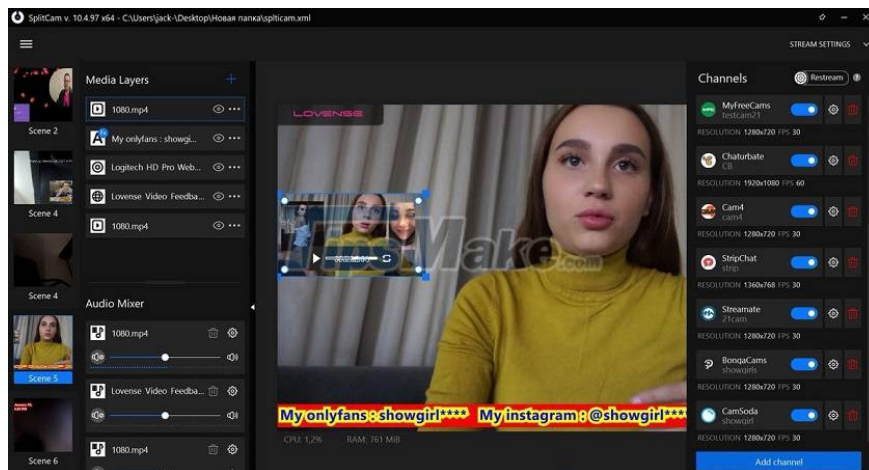 SplitCam v. 10.4.97 x64 - C:\Users\jack-\Desktop\Новая папка\splticam.xml
STREAM SETTINGS
Scene 2
Scene 4
Scene 4
Scene 5
Scene 6
Media Layers
1080.mp4
My onlyfans : showgi...
Logitech HD Pro Web...
Lovense Video Feedba...
1080.mp4
Audio Mixer
1080.mp4
Lovense Video Feedba...
1080.mp4
LOVENSE
TipsMake.com
My onlyfans : showgirl**** My instagram : @showgirl****
CPU: 1,2% RAM: 761 MiB
Channels
Restream
MyFreeCams
testcam21
RESOLUTION 1280x720 FPS 30
Chaturbate
CB
RESOLUTION 1920x1080 FPS 60
Cam4
cam4
RESOLUTION 1280x720 FPS 30
StripChat
strip
RESOLUTION 1360x768 FPS 30
Streamate
21cam
RESOLUTION 1280x720 FPS 30
BongaCams
showgirls
RESOLUTION 1280x720 FPS 30
CamSoda
showgirl
RESOLUTION 1280x720 FPS 30
Add channel